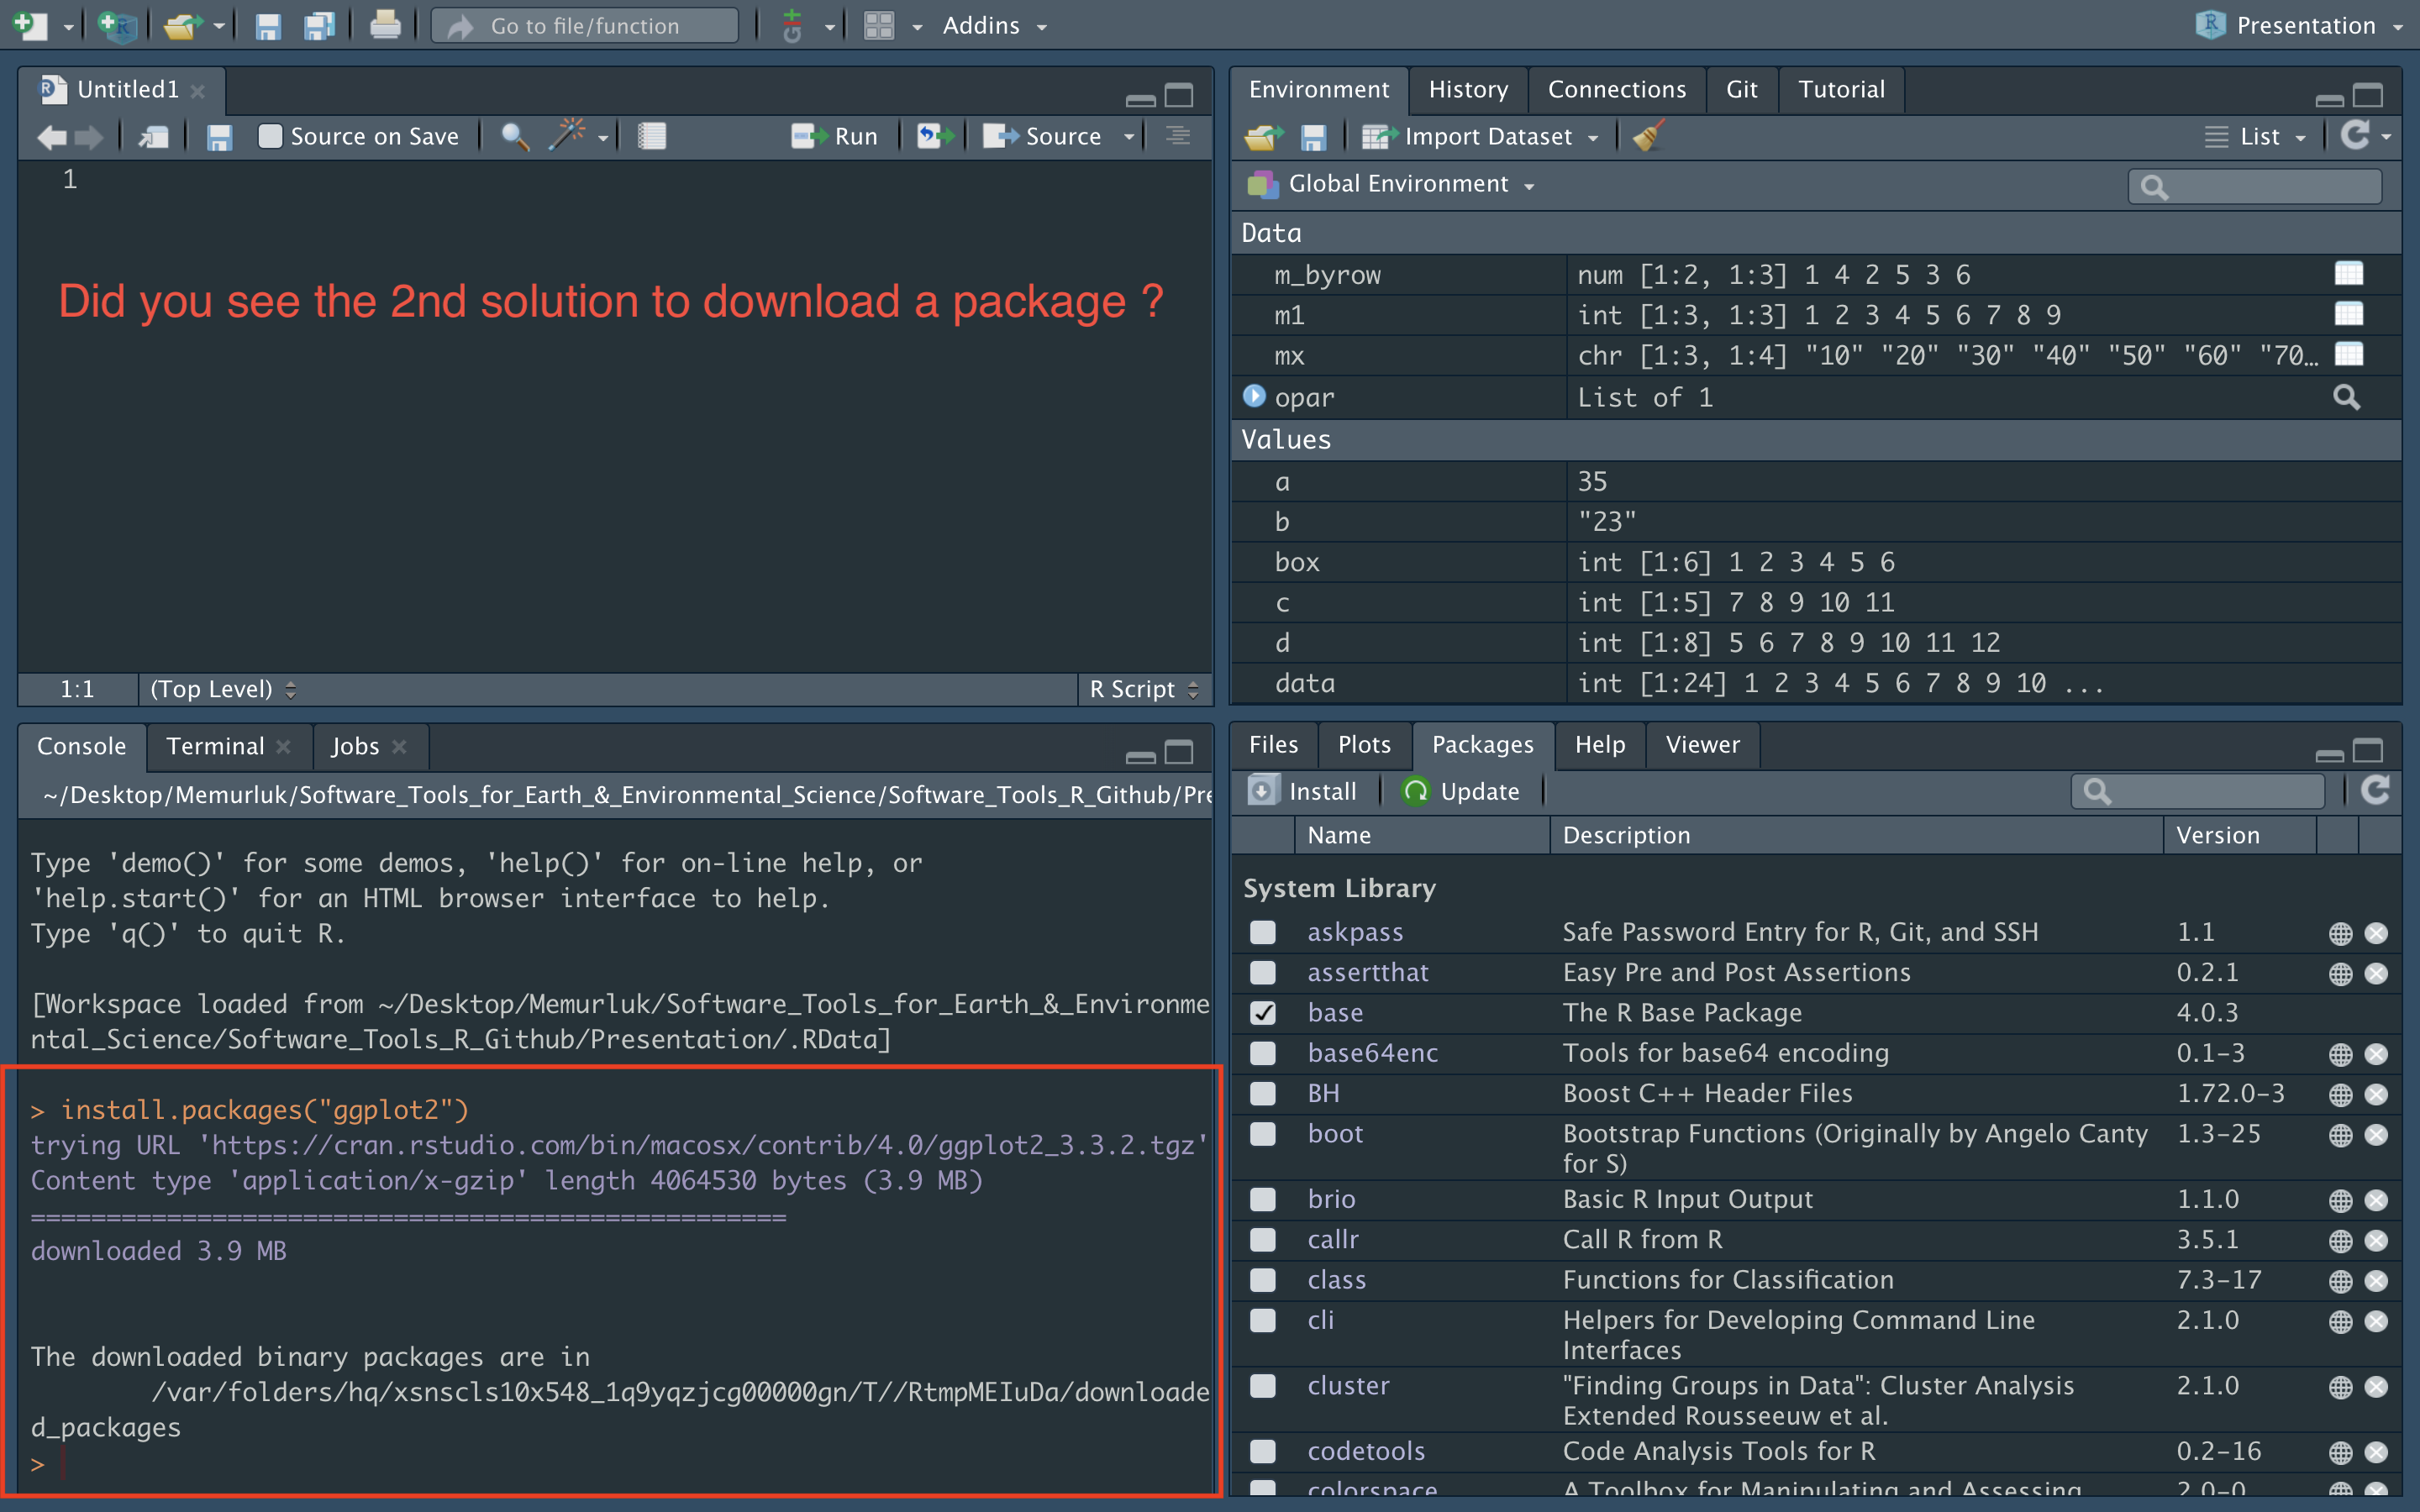 Go to file/function
Git
Addins
Presentation
Untitled1
Source on Save
Run
Source
1
Did you see the 2nd solution to download a package ?
1:1
(Top Level)
R Script
Console
Terminal
Jobs
~/Desktop/Memurluk/Software_Tools_for_Earth_&_Environmental_Science/Software_Tools_R_Github/Pre
Type 'demo()' for some demos, 'help()' for on-line help, or
'help.start()' for an HTML browser interface to help.
Type 'q()' to quit R.
[Workspace loaded from ~/Desktop/Memurluk/Software_Tools_for_Earth_&_Environme
ntal_Science/Software_Tools_R_Github/Presentation/.RData]
> install.packages("ggplot2")
trying URL 'https://cran.rstudio.com/bin/macosx/contrib/4.0/ggplot2_3.3.2.tgz'
Content type 'application/x-gzip' length 4064530 bytes (3.9 MB)
==================================================
downloaded 3.9 MB
The downloaded binary packages are in
/var/folders/hq/xsnscls10x548_1q9yqzjcg00000gn/T//RtmpMEIuDa/downloade
d_packages
>
Environment
History
Connections
Git
Tutorial
Import Dataset
List
Global Environment
Data
m_byrow num [1:2, 1:3] 1 4 2 5 3 6
m1 int [1:3, 1:3] 1 2 3 4 5 6 7 8 9
mx chr [1:3, 1:4] "10" "20" "30" "40" "50" "60" "70…
opar List of 1
Values
a 35
b "23"
box int [1:6] 1 2 3 4 5 6
c int [1:5] 7 8 9 10 11
d int [1:8] 5 6 7 8 9 10 11 12
data int [1:24] 1 2 3 4 5 6 7 8 9 10 ...
Files
Plots
Packages
Help
Viewer
Install
Update
Name Description Version
System Library
askpass Safe Password Entry for R, Git, and SSH 1.1
assertthat Easy Pre and Post Assertions 0.2.1
base The R Base Package 4.0.3
base64enc Tools for base64 encoding 0.1-3
BH Boost C++ Header Files 1.72.0-3
boot Bootstrap Functions (Originally by Angelo Canty 1.3-25
for S)
brio Basic R Input Output 1.1.0
callr Call R from R 3.5.1
class Functions for Classification 7.3-17
cli Helpers for Developing Command Line 2.1.0
Interfaces
cluster "Finding Groups in Data": Cluster Analysis 2.1.0
Extended Rousseeuw et al.
codetools Code Analysis Tools for R 0.2-16
colorspace A Toolbox for Manipulating and Assessing 2.0-0